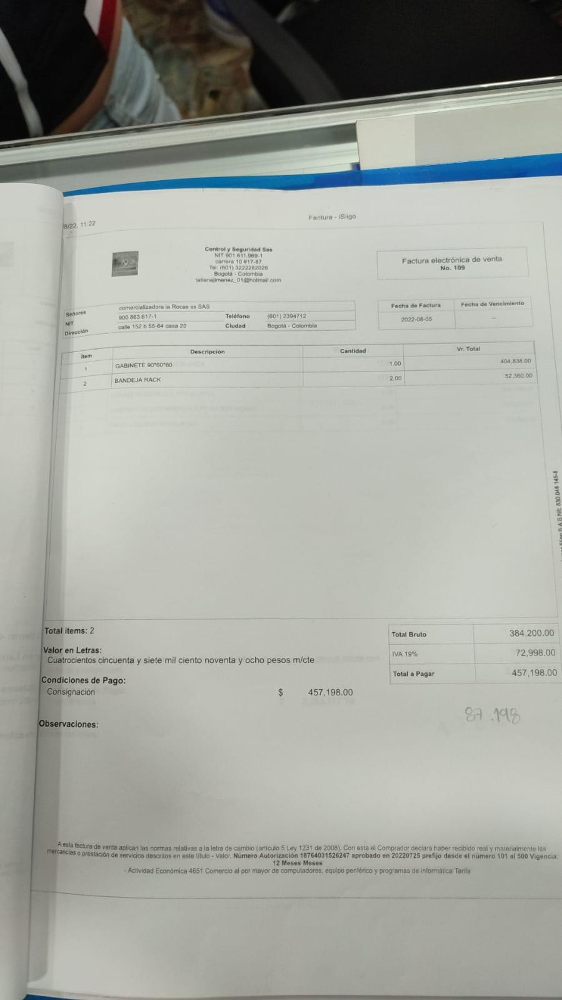 8/22, 11:22
Factura - iSiigo
Control y Seguridad Sas
NIT 901.611.969-1
carrera 10 #17-87
Tel: (601) 3222282026
Bogotá - Colombia
tatianajimenez_01@hotmail.com
Factura electrónica de venta
No. 109
Señores comercializadora la Rocas ss SAS
NIT 900.863.617-1 Teléfono (601) 2394712
Dirección calle 152 b 55-64 casa 20 Ciudad Bogotá - Colombia
Fecha de Factura Fecha de Vencimiento
2022-08-05 --
Ítem Descripción Cantidad Vr. Total
1 GABINETE 90*60*60 1.00 404,838.00
2 BANDEJA RACK 2.00 52,360.00
S.A.S Nit: 830.048.145-8
Total items: 2
Valor en Letras:
Cuatrocientos cincuenta y siete mil ciento noventa y ocho pesos m/cte
Condiciones de Pago:
Consignación $ 457,198.00
Total Bruto 384,200.00
IVA 19% 72,998.00
Total a Pagar 457,198.00
87.198
Observaciones:
A esta factura de venta aplican las normas relativas a la letra de cambio (artículo 5 Ley 1231 de 2008). Con esta el Comprador declara haber recibido real y materialmente las
mercancías o prestación de servicios descritos en este título - Valor. Número Autorización 18764031526247 aprobado en 20220725 prefijo desde el número 101 al 500 Vigencia:
12 Meses Meses
- Actividad Económica 4651 Comercio al por mayor de computadores, equipo periférico y programas de informática Tarifa